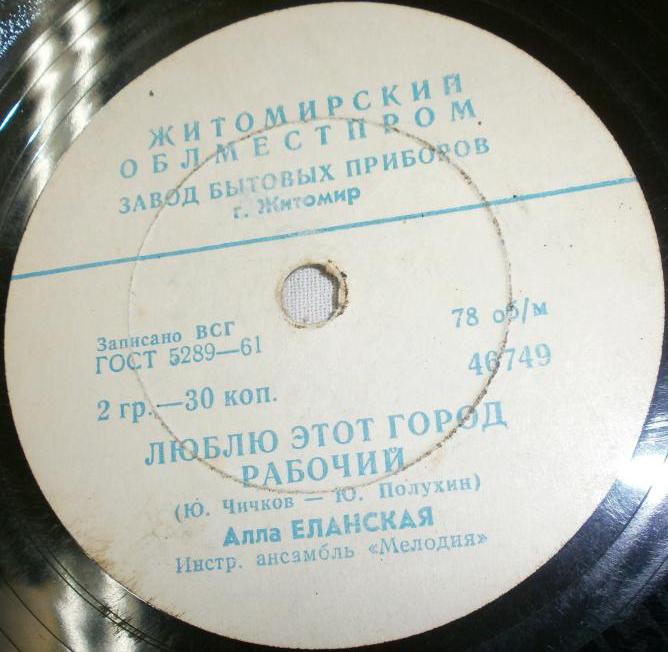 ЖИТОМИРСКИЙ
ОБЛМЕСТПРОМ
ЗАВОД БЫТОВЫХ ПРИБОРОВ
г. Житомир
Записано ВСГ
ГОСТ 5289—61
78 об/м
46749
2 гр.—30 коп.
ЛЮБЛЮ ЭТОТ ГОРОД
РАБОЧИЙ
(Ю. Чичков — Ю. Полухин)
Алла ЕЛАНСКАЯ
Инстр. ансамбль «Мелодия»